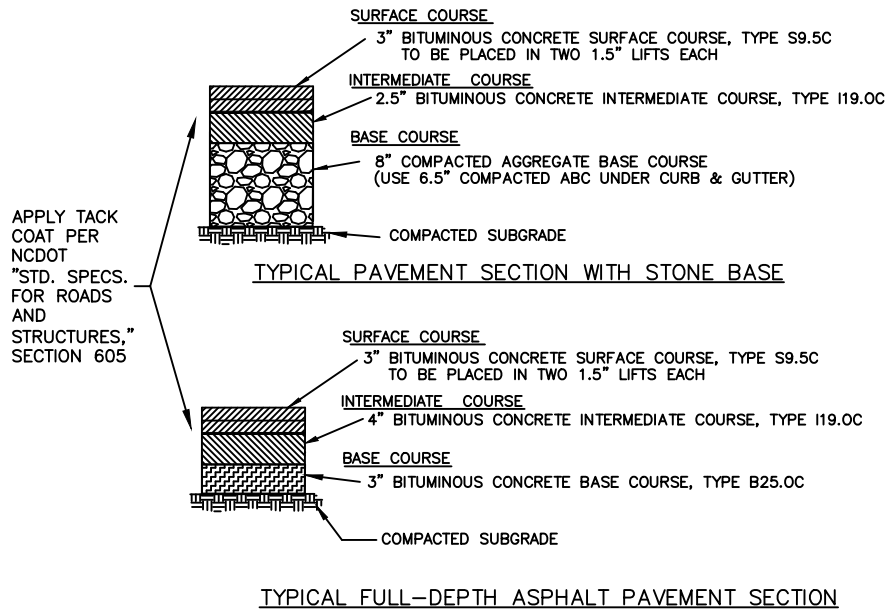 SURFACE COURSE
3" BITUMINOUS CONCRETE SURFACE COURSE, TYPE S9.5C
TO BE PLACED IN TWO 1.5" LIFTS EACH
INTERMEDIATE COURSE
2.5" BITUMINOUS CONCRETE INTERMEDIATE COURSE, TYPE I19.0C
BASE COURSE
8" COMPACTED AGGREGATE BASE COURSE
(USE 6.5" COMPACTED ABC UNDER CURB & GUTTER)
COMPACTED SUBGRADE
TYPICAL PAVEMENT SECTION WITH STONE BASE
APPLY TACK
COAT PER
NCDOT
"STD. SPECS.
FOR ROADS
AND
STRUCTURES,"
SECTION 605
SURFACE COURSE
3" BITUMINOUS CONCRETE SURFACE COURSE, TYPE S9.5C
TO BE PLACED IN TWO 1.5" LIFTS EACH
INTERMEDIATE COURSE
4" BITUMINOUS CONCRETE INTERMEDIATE COURSE, TYPE I19.0C
BASE COURSE
3" BITUMINOUS CONCRETE BASE COURSE, TYPE B25.0C
COMPACTED SUBGRADE
TYPICAL FULL-DEPTH ASPHALT PAVEMENT SECTION